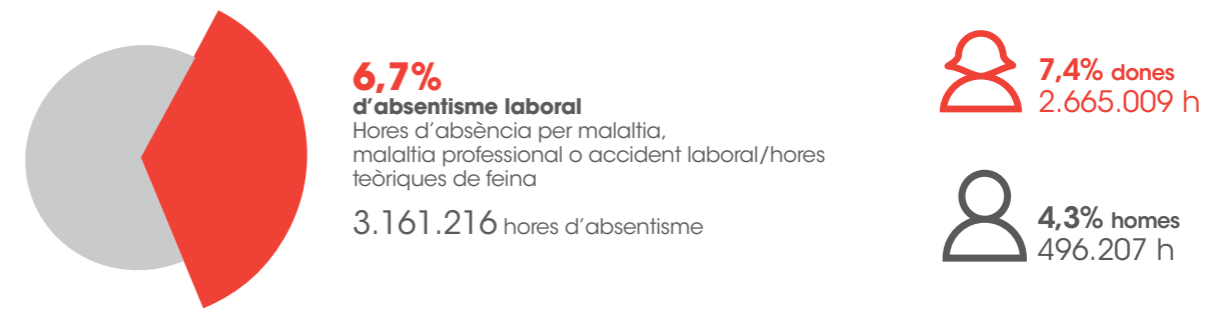 6,7%
d'absentisme laboral
Hores d'absència per malaltia,
malaltia professional o accident laboral/hores
teòriques de feina
3.161.216 hores d'absentisme
7,4% dones
2.665.009 h
4,3% homes
496.207 h